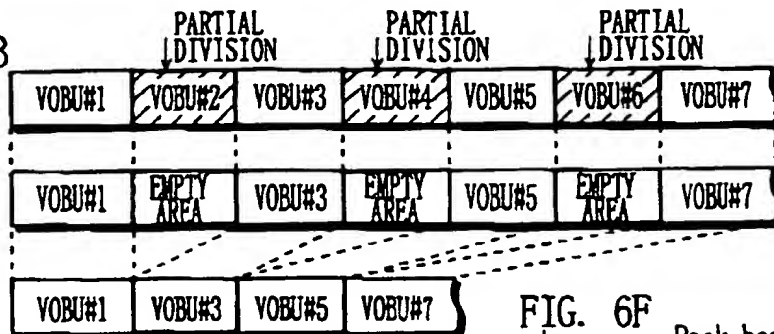 PARTIAL DIVISION PARTIAL DIVISION PARTIAL DIVISION
VOBU#1 VOBU#2 VOBU#3 VOBU#4 VOBU#5 VOBU#6 VOBU#7
VOBU#1 EMPTY AREA VOBU#3 EMPTY AREA VOBU#5 EMPTY AREA VOBU#7
VOBU#1 VOBU#3 VOBU#5 VOBU#7
FIG. 6F